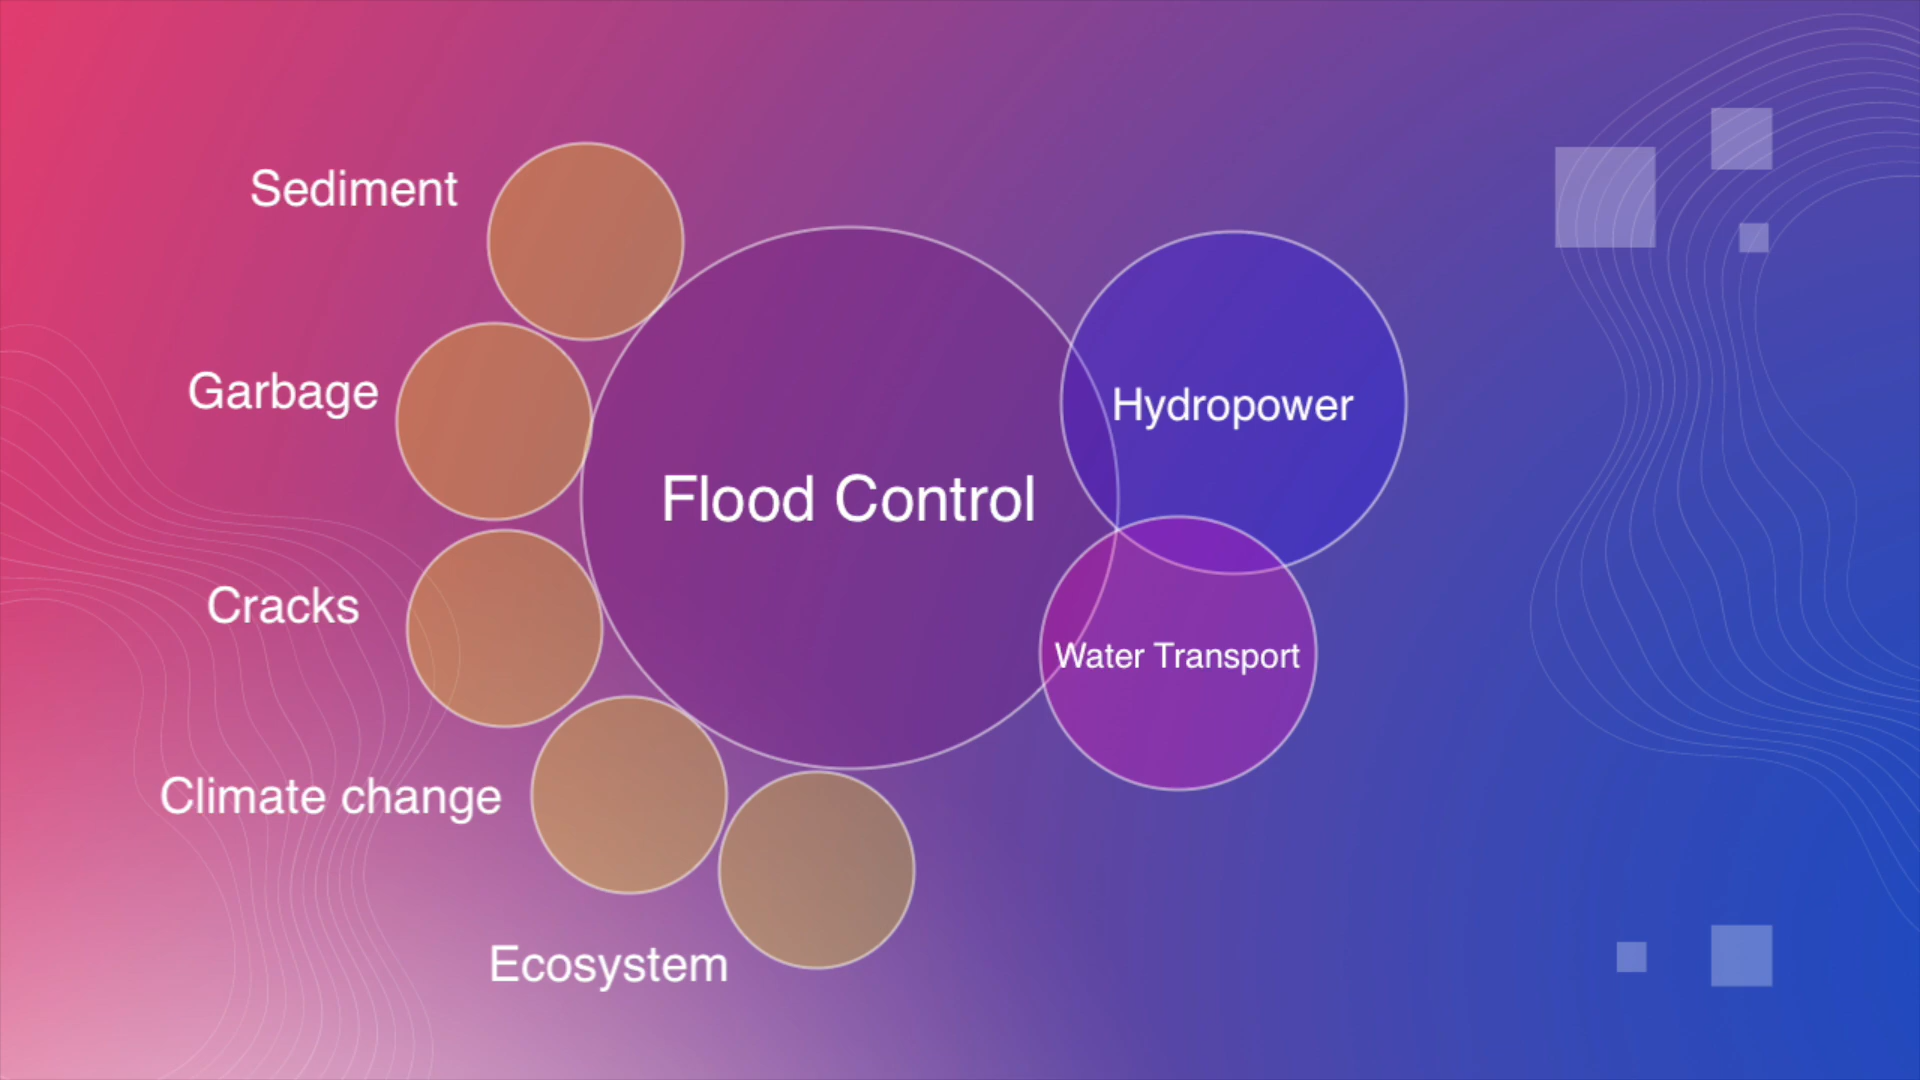 Sediment
Garbage
Hydropower
Flood Control
Cracks
Water Transport
Climate change
Ecosystem